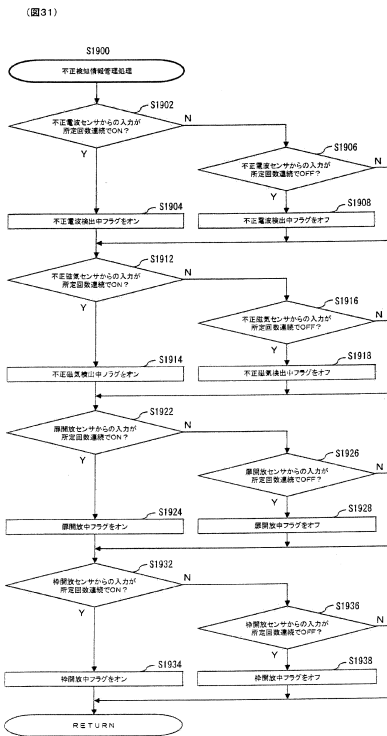 (図31)
S1900
不正検知情報管理処理
S1902
不正電波センサからの入力が
所定回数連続でON?
N
Y
S1906
不正電波センサからの入力が
所定回数連続でOFF?
N
Y
S1904
不正電波検出中フラグをオン
S1908
不正電波検出中フラグをオフ
S1912
不正磁気センサからの入力が
所定回数連続でON?
N
Y
S1916
不正磁気センサからの入力が
所定回数連続でOFF?
N
Y
S1914
不正磁気検出中フラグをオン
S1918
不正磁気検出中フラグをオフ
S1922
扉開放センサからの入力が
所定回数連続でON?
N
Y
S1926
扉開放センサからの入力が
所定回数連続でOFF?
N
Y
S1924
扉開放中フラグをオン
S1928
扉開放中フラグをオフ
S1932
枠開放センサからの入力が
所定回数連続でON?
N
Y
S1936
枠開放センサからの入力が
所定回数連続でOFF?
N
Y
S1934
枠開放中フラグをオン
S1938
枠開放中フラグをオフ
RETURN